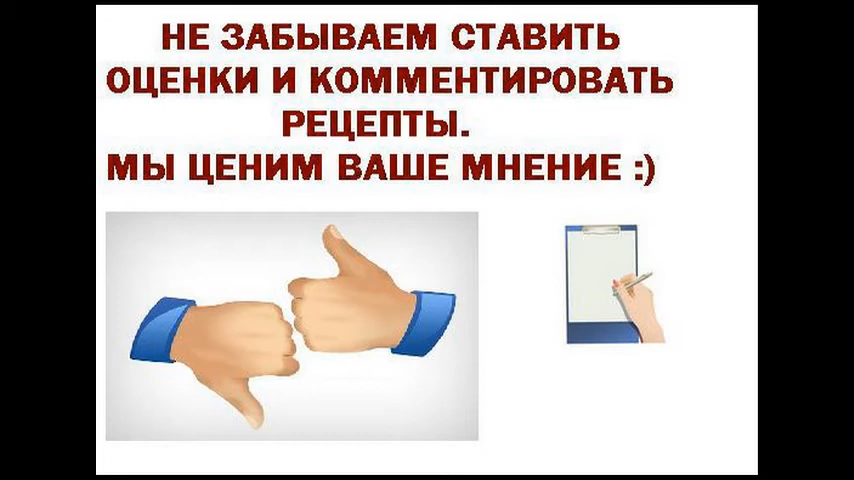 НЕ ЗАБЫВАЕМ СТАВИТЬ
ОЦЕНКИ И КОММЕНТИРОВАТЬ
РЕЦЕПТЫ.
МЫ ЦЕНИМ ВАШЕ МНЕНИЕ :)